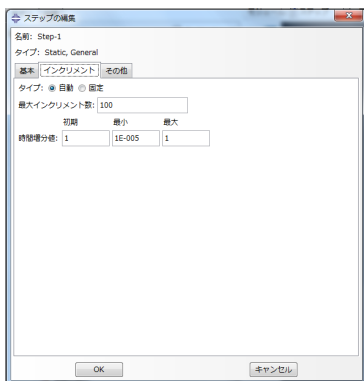 ステップの編集
名前: Step-1
タイプ: Static, General
基本 インクリメント その他
タイプ: 自動 固定
最大インクリメント数: 100
初期 最小 最大
時間増分値: 1 1E-005 1
OK キャンセル